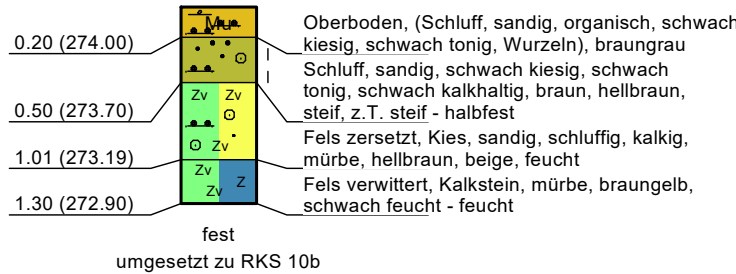 Mu
Oberboden, (Schluff, sandig, organisch, schwach
0.20 (274.00)
kiesig, schwach tonig, Wurzeln), braungrau
Schluff, sandig, schwach kiesig, schwach
tonig, schwach kalkhaltig, braun, hellbraun,
Zv Zv
0.50 (273.70)
steif, z.T. steif - halbfest
Fels zersetzt, Kies, sandig, schluffig, kalkig,
Zv
1.01 (273.19)
mürbe, hellbraun, beige, feucht
Zv
Z
Fels verwittert, Kalkstein, mürbe, braungelb,
Zv
1.30 (272.90)
schwach feucht - feucht
fest
umgesetzt zu RKS 10b